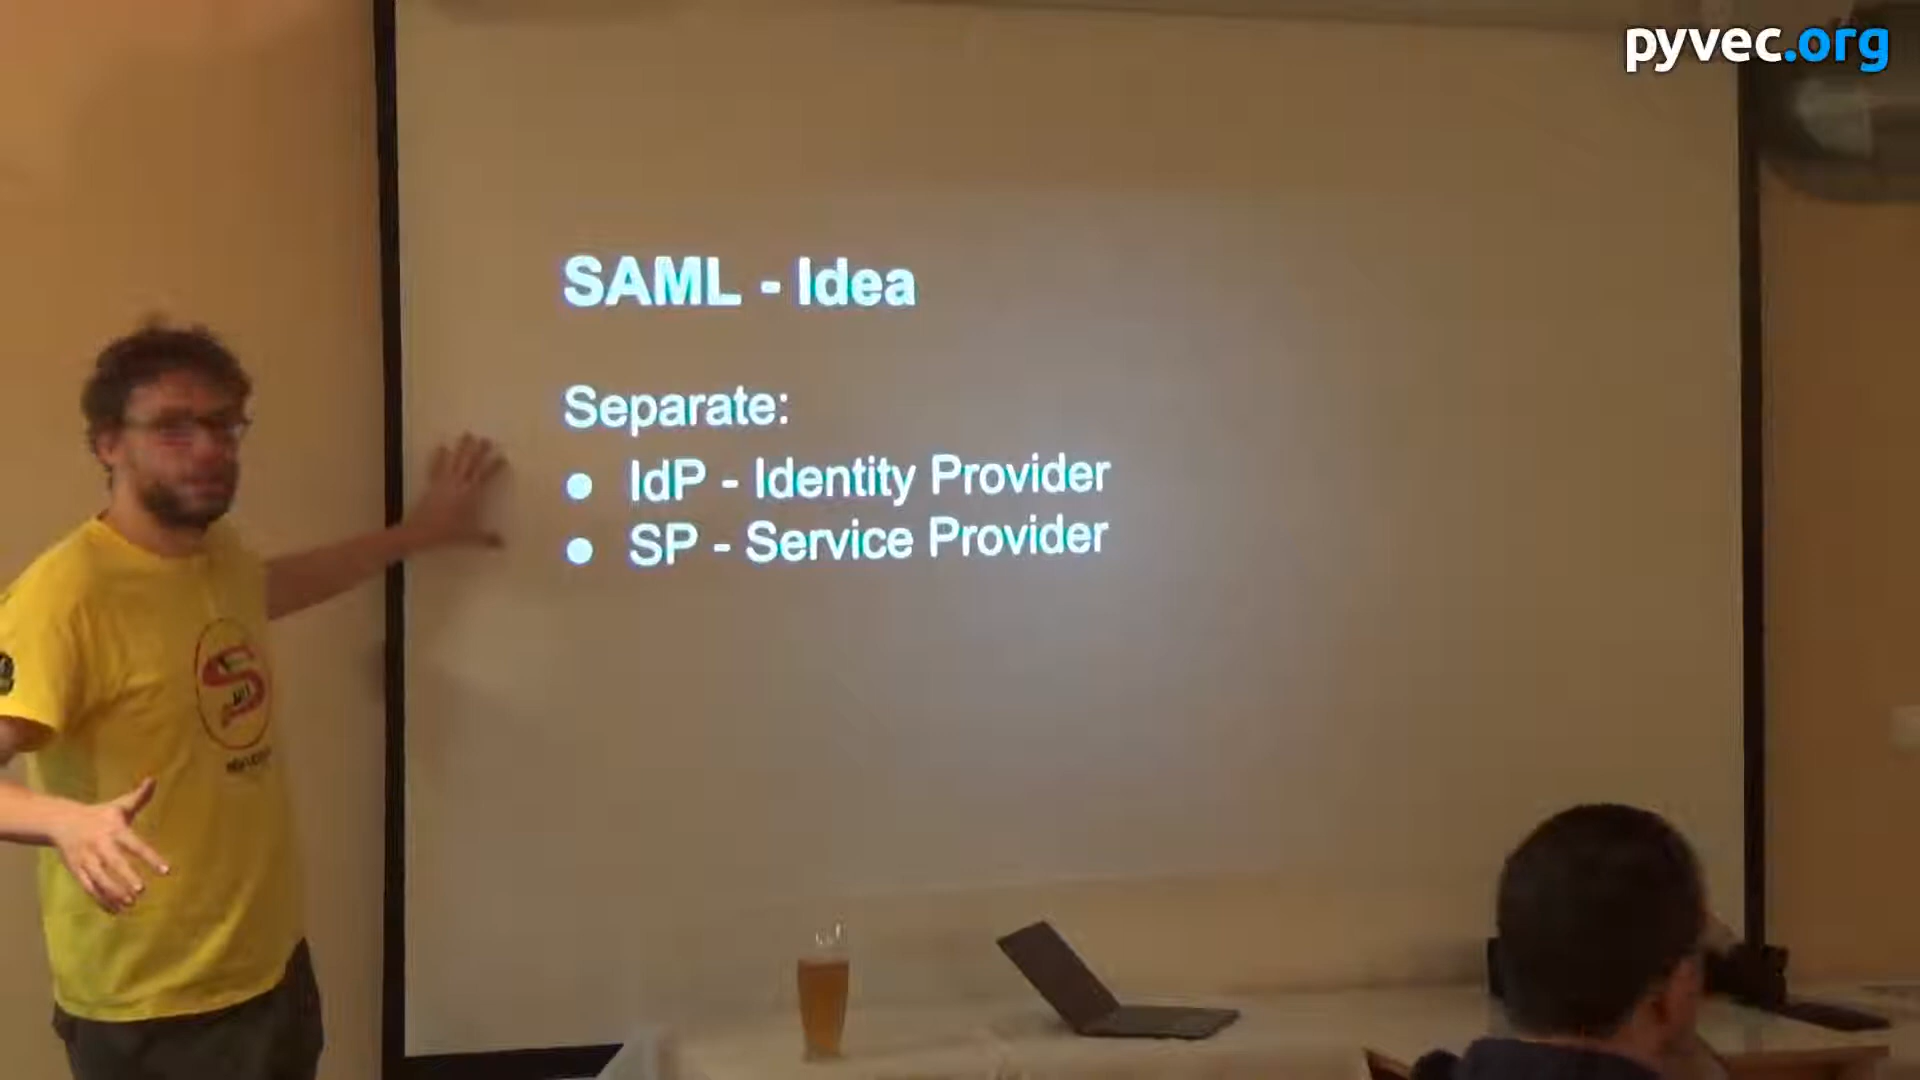 pyvec.org
SAML - Idea
Separate:
● IdP - Identity Provider
● SP - Service Provider